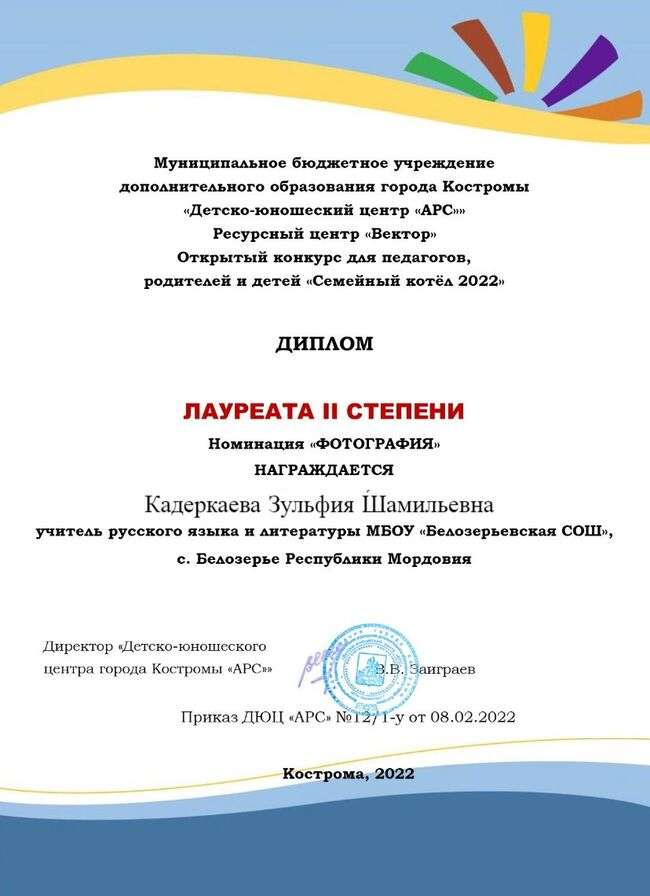 Муниципальное бюджетное учреждение
дополнительного образования города Костромы
«Детско-юношеский центр «АРС»»
Ресурсный центр «Вектор»
Открытый конкурс для педагогов,
родителей и детей «Семейный котёл 2022»
ДИПЛОМ
ЛАУРЕАТА II СТЕПЕНИ
Номинация «ФОТОГРАФИЯ»
НАГРАЖДАЕТСЯ
Кадеркаева Зульфия Шамильевна
учитель русского языка и литературы МБОУ «Белозерьевская СОШ»,
с. Белозерье Республики Мордовия
Директор «Детско-юношеского
центра города Костромы «АРС»» В.В. Заиграев
Приказ ДЮЦ «АРС» №12/1-у от 08.02.2022
Кострома, 2022